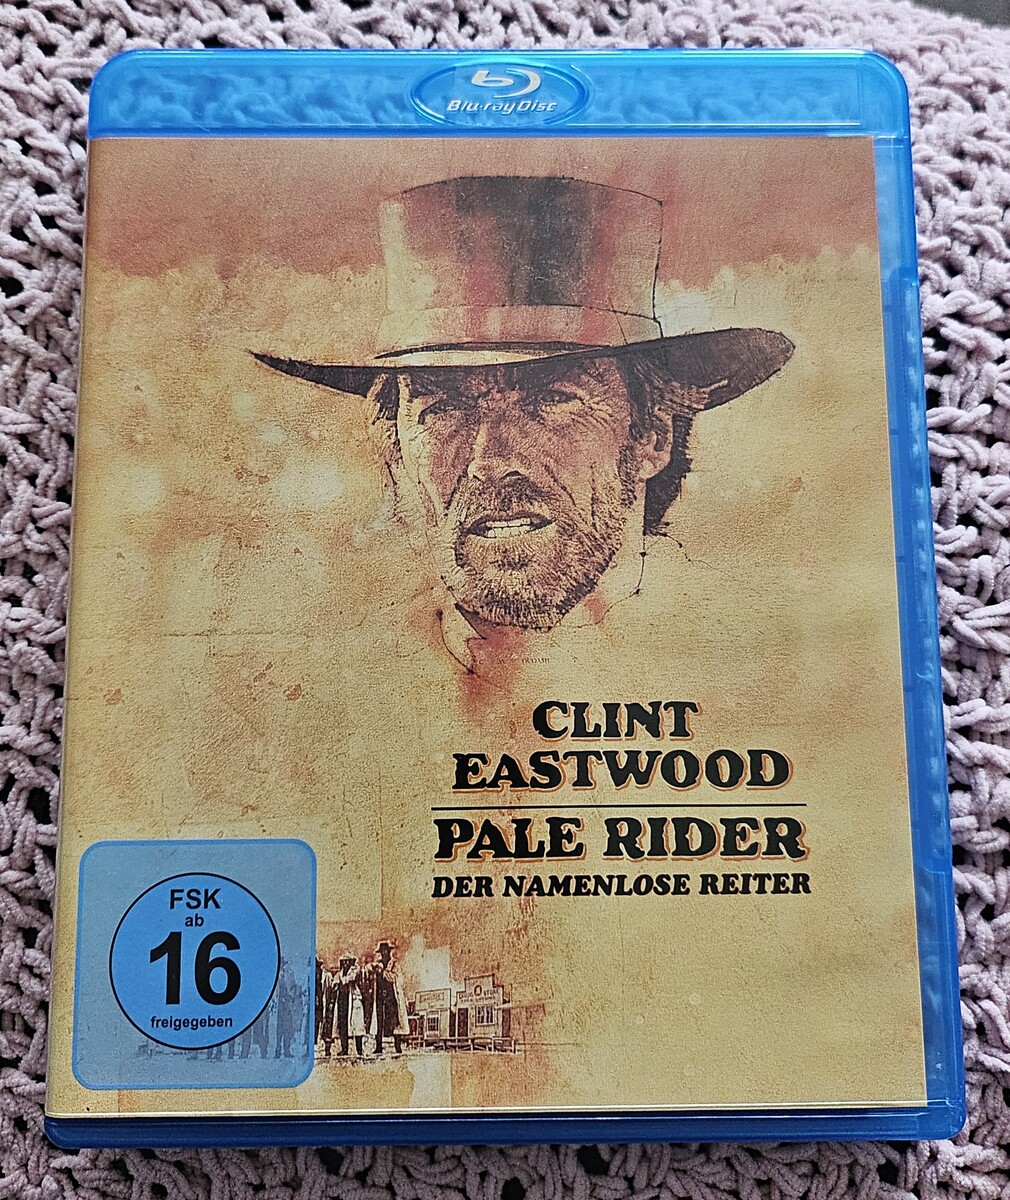 Blu-ray Disc
CLINT
EASTWOOD
PALE RIDER
DER NAMENLOSE REITER
FSK
ab
16
freigegeben